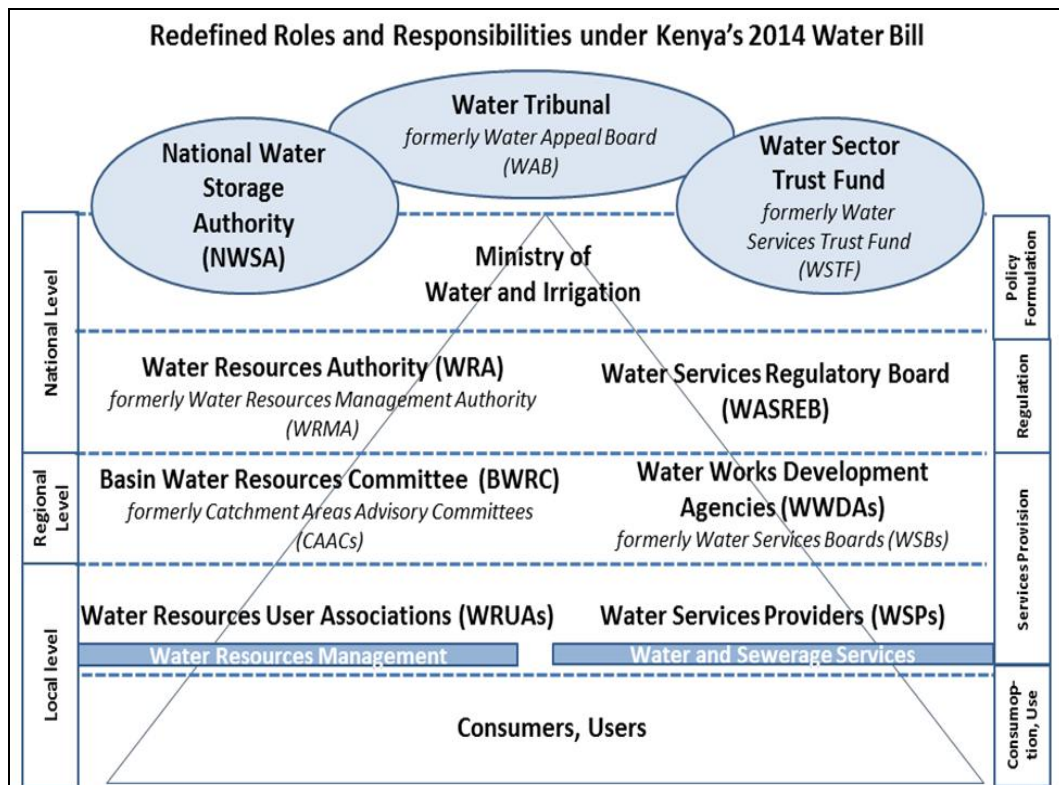 Redefined Roles and Responsibilities under Kenya's 2014 Water Bill
Water Tribunal
formerly Water Appeal Board
(WAB)
National Water
Storage
Authority
(NWSA)
Water Sector
Trust Fund
formerly Water
Services Trust Fund
(WSTF)
Ministry of
Water and Irrigation
National Level
Policy
Formulation
Water Resources Authority (WRA)
formerly Water Resources Management Authority
(WRMA)
Water Services Regulatory Board
(WASREB)
Regulation
Regional
Level
Basin Water Resources Committee (BWRC)
formerly Catchment Areas Advisory Committees
(CAACs)
Water Works Development
Agencies (WWDAs)
formerly Water Services Boards (WSBs)
Services Provision
Local level
Water Resources User Associations (WRUAs)
Water Services Providers (WSPs)
Water Resources Management
Water and Sewerage Services
Consumers, Users
Consumop-
tion, Use